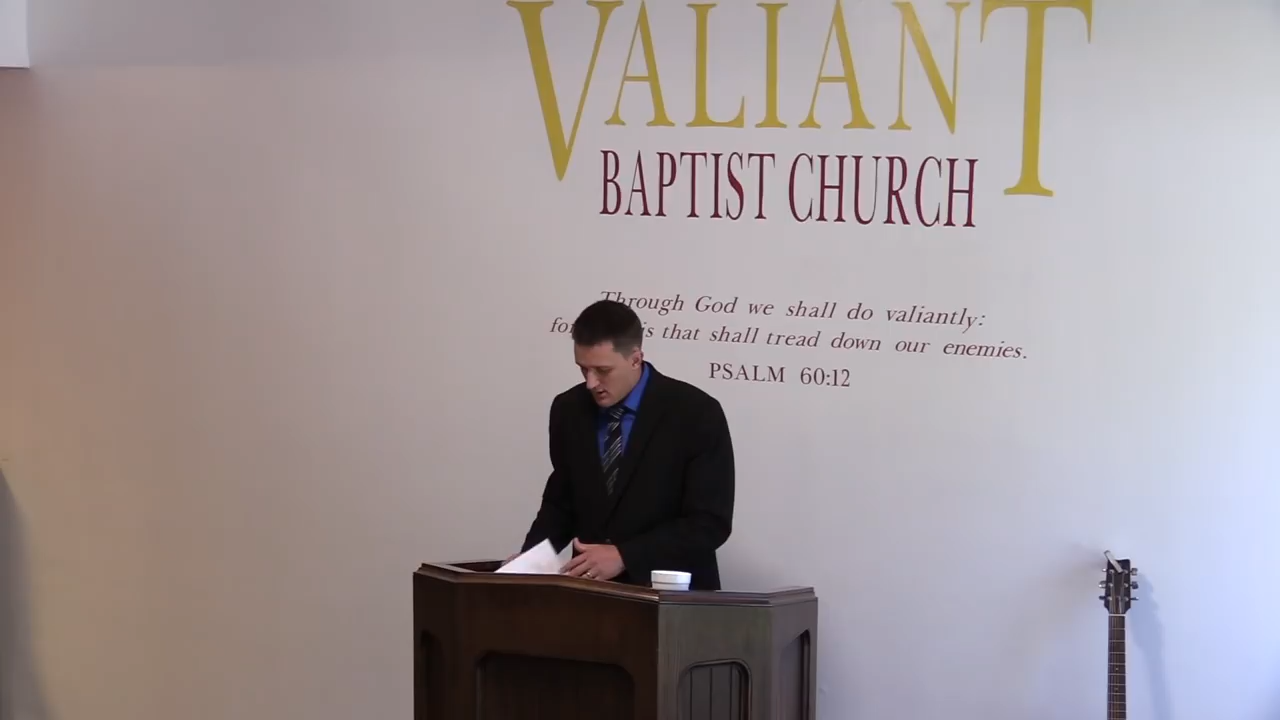 VALIANT
BAPTIST CHURCH
Through God we shall do valiantly:
is that shall tread down our enemies.
PSALM 60:12